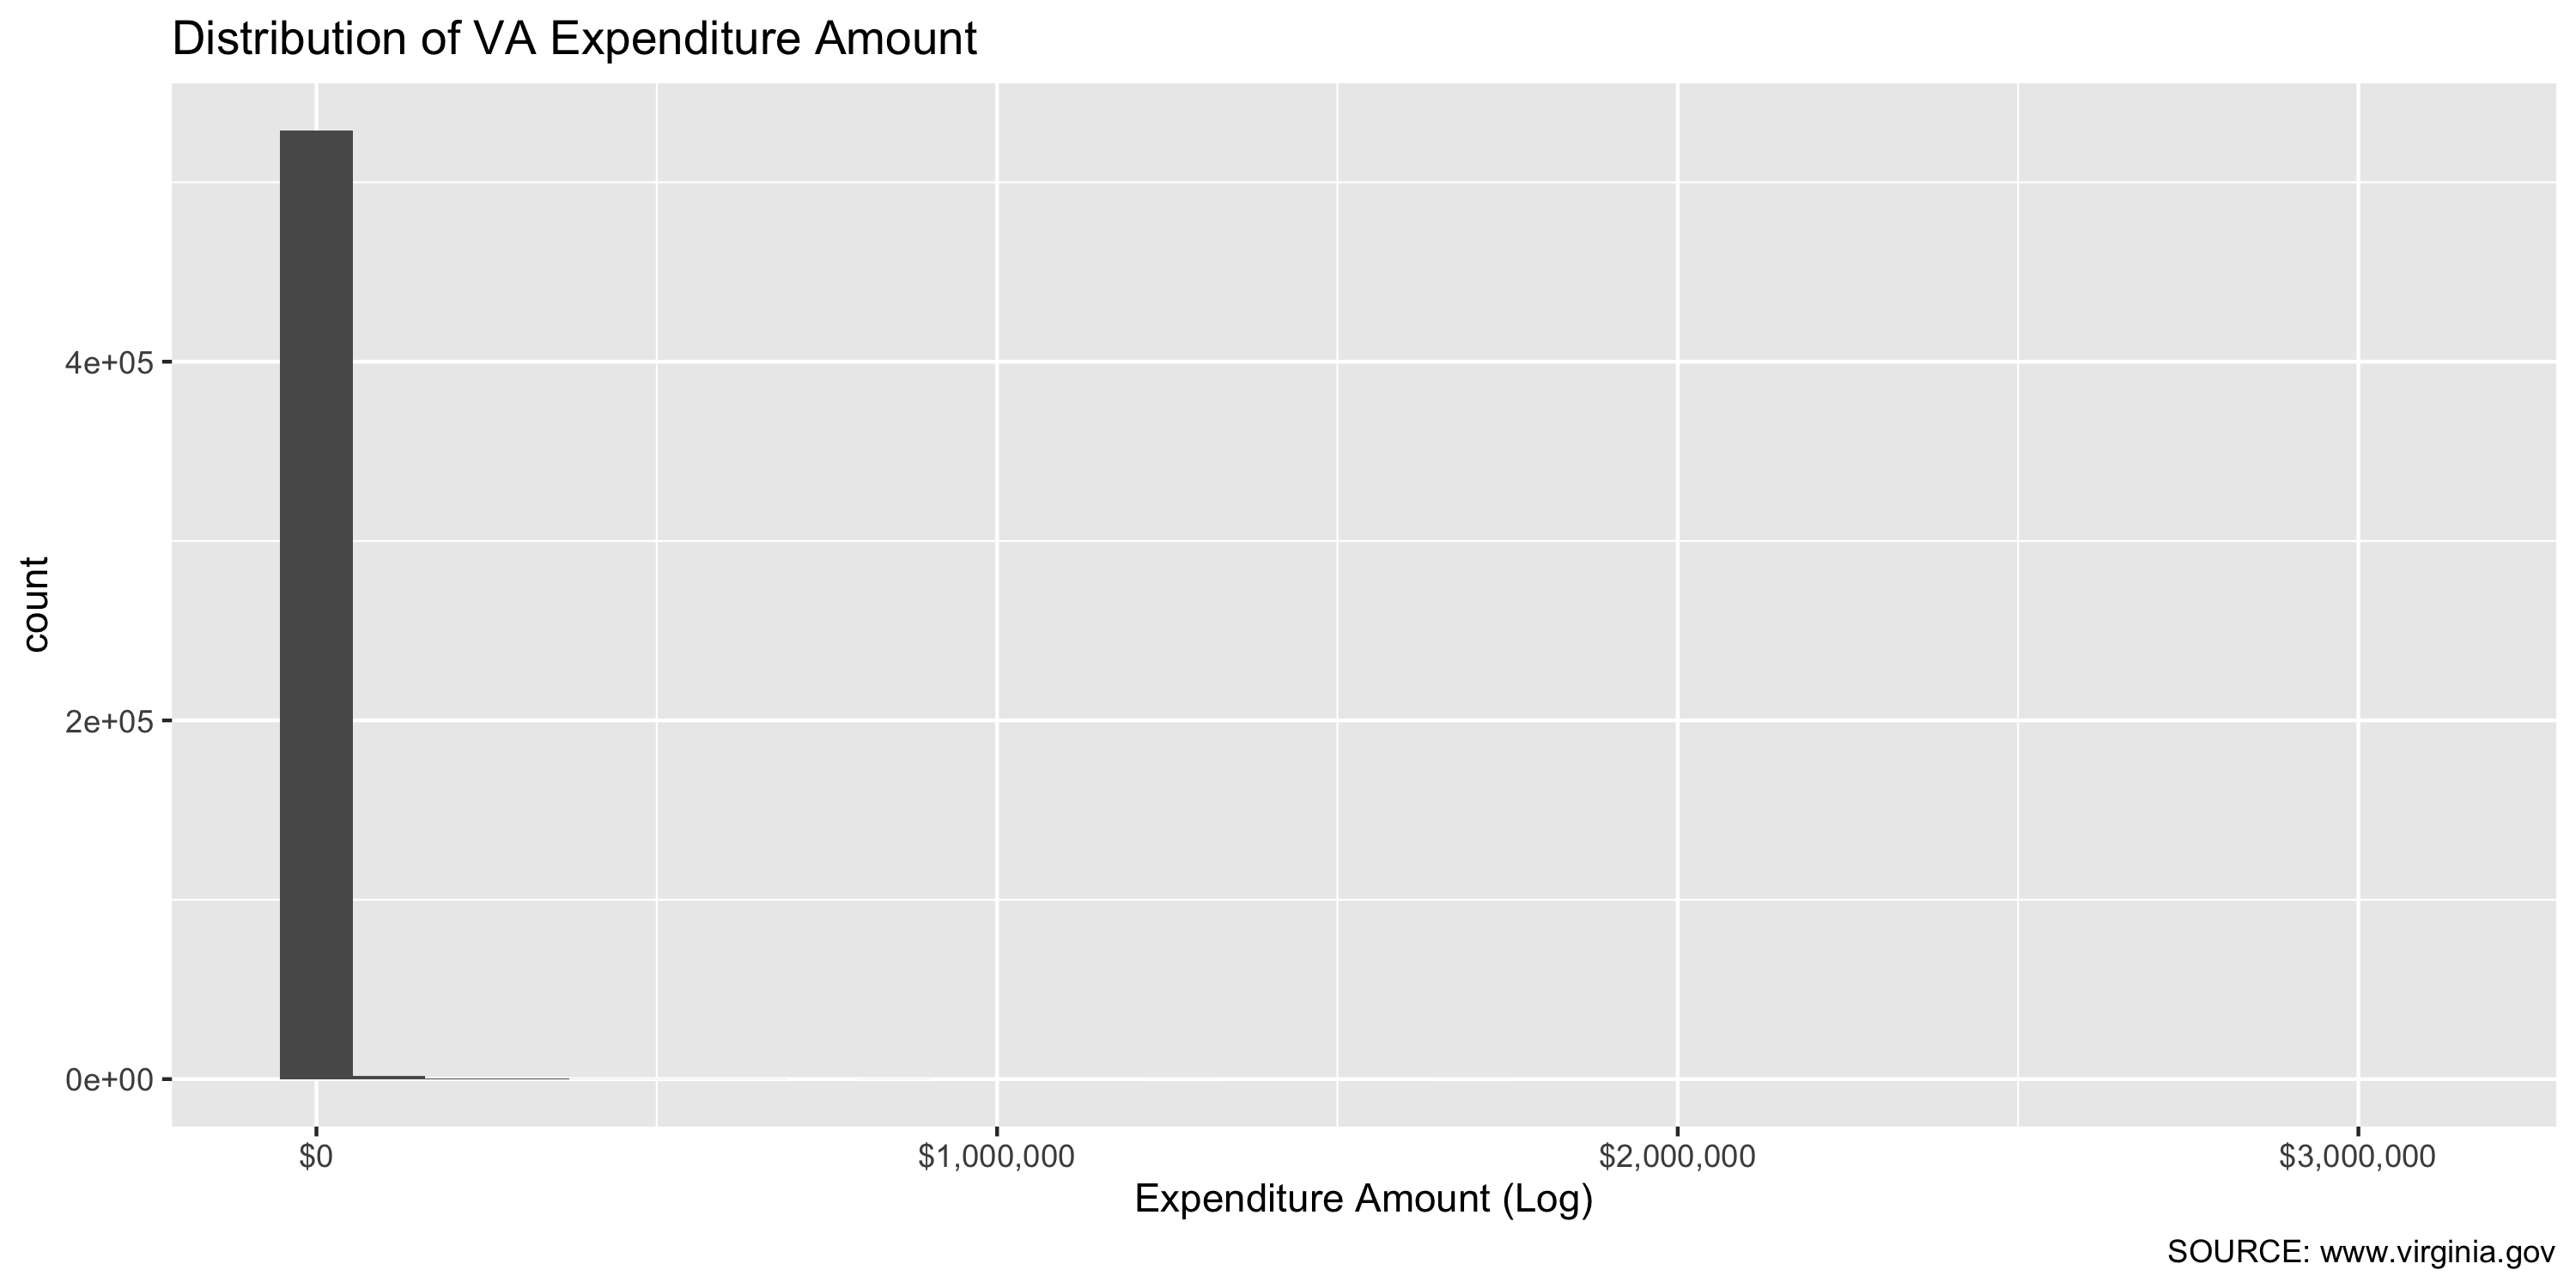 Distribution of VA Expenditure Amount
count
4e+05
2e+05
0e+00
$0
$1,000,000
$2,000,000
$3,000,000
Expenditure Amount (Log)
SOURCE: www.virginia.gov